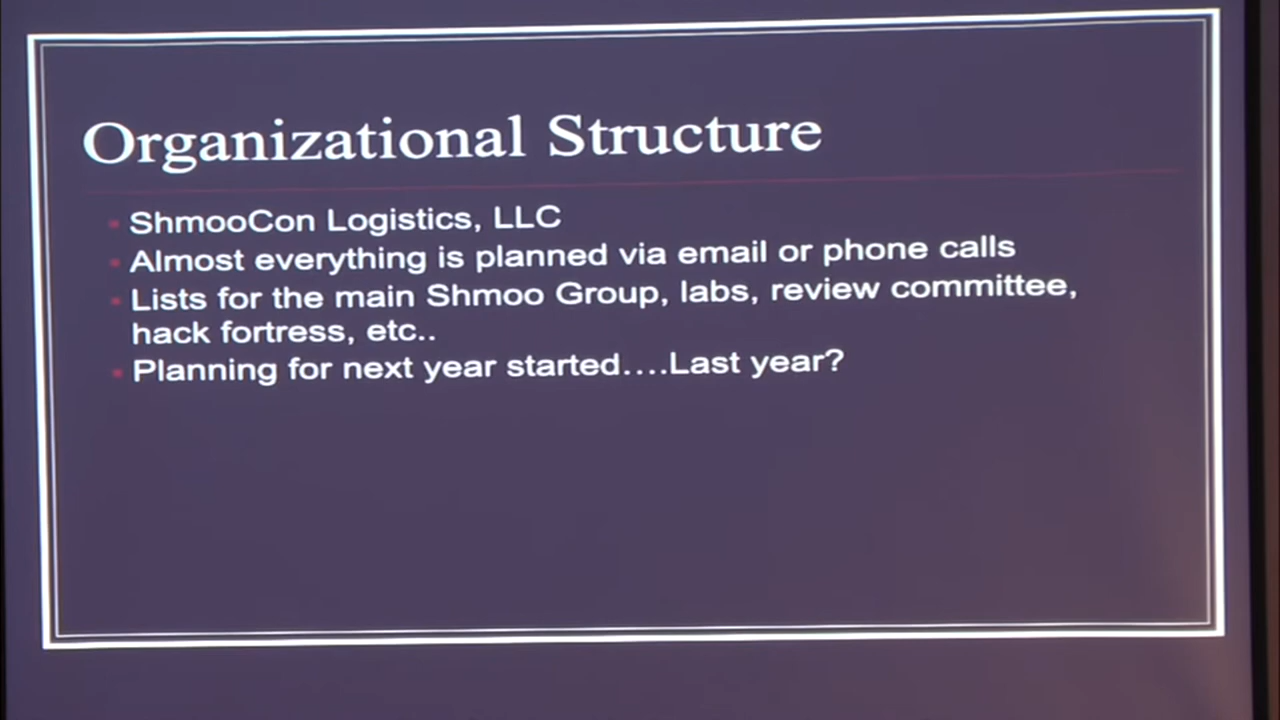 Organizational Structure
ShmooCon Logistics, LLC
Almost everything is planned via email or phone calls
Lists for the main Shmoo Group, labs, review committee,
hack fortress, etc..
Planning for next year started....Last year?